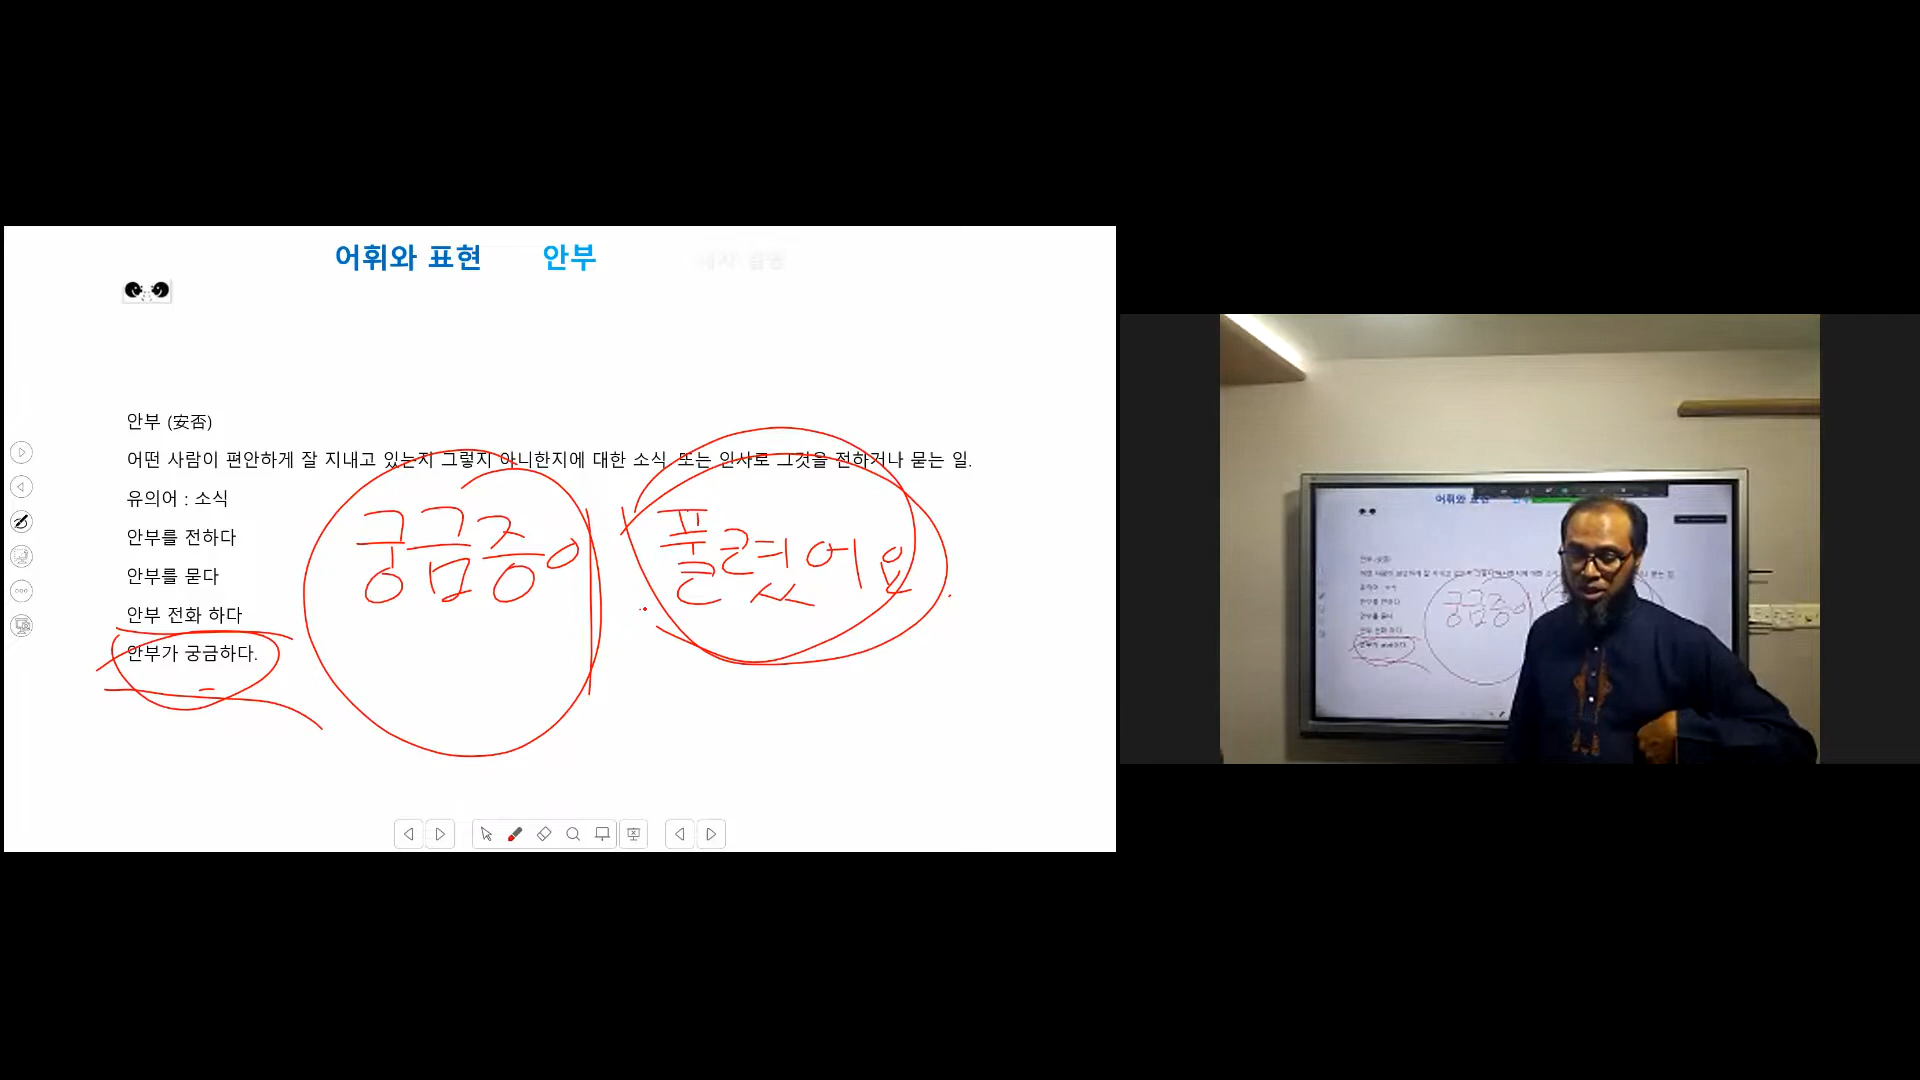 어휘와 표현 안부
안부 (安否)
어떤 사람이 편안하게 잘 지내고 있는지 그렇지 아니한지에 대한 소식. 또는 인사로 그것을 전하거나 묻는 일.
유의어 : 소식
안부를 전하다
안부를 묻다
안부 전화 하다
안부가 궁금하다.
궁금증이 풀렸어요